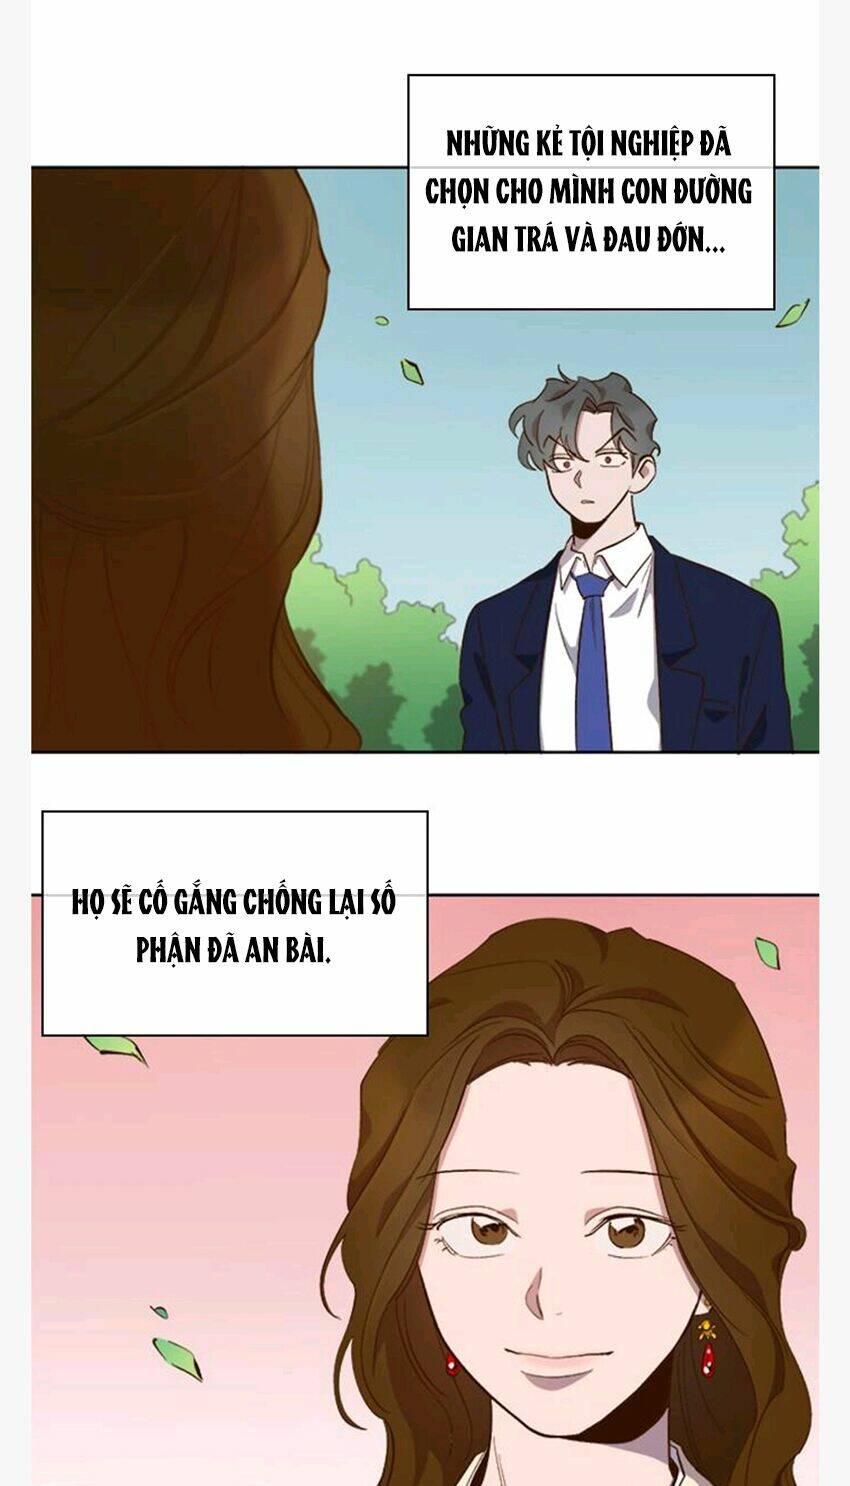 NHỮNG KẺ TỘI NGHIỆP ĐÃ
CHỌN CHO MÌNH CON ĐƯỜNG
GIAN TRÁ VÀ ĐAU ĐỚN...
HỌ SẼ CỐ GẮNG CHỐNG LẠI SỐ
PHẬN ĐÃ AN BÀI.